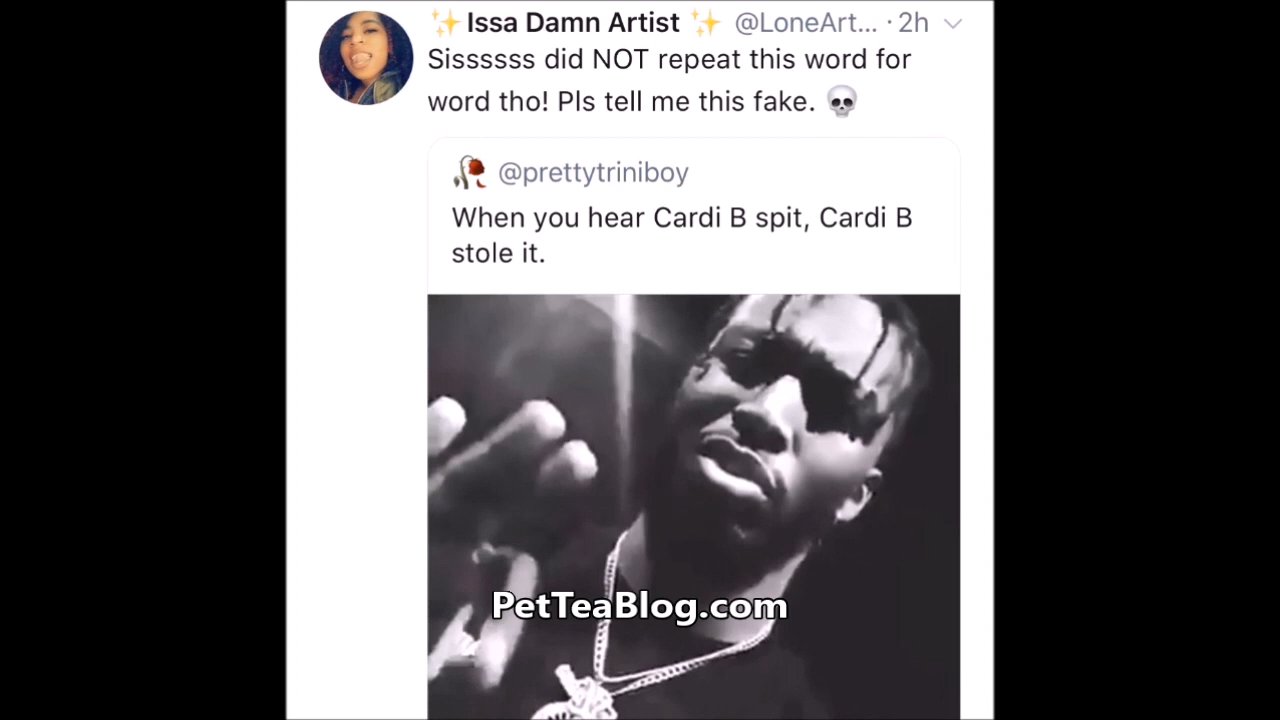 ✨ Issa Damn Artist ✨ @LoneArt... · 2h
Sissssss did NOT repeat this word for
word tho! Pls tell me this fake. 💀
🥀 @prettytriniboy
When you hear Cardi B spit, Cardi B
stole it.
PetTeaBlog.com